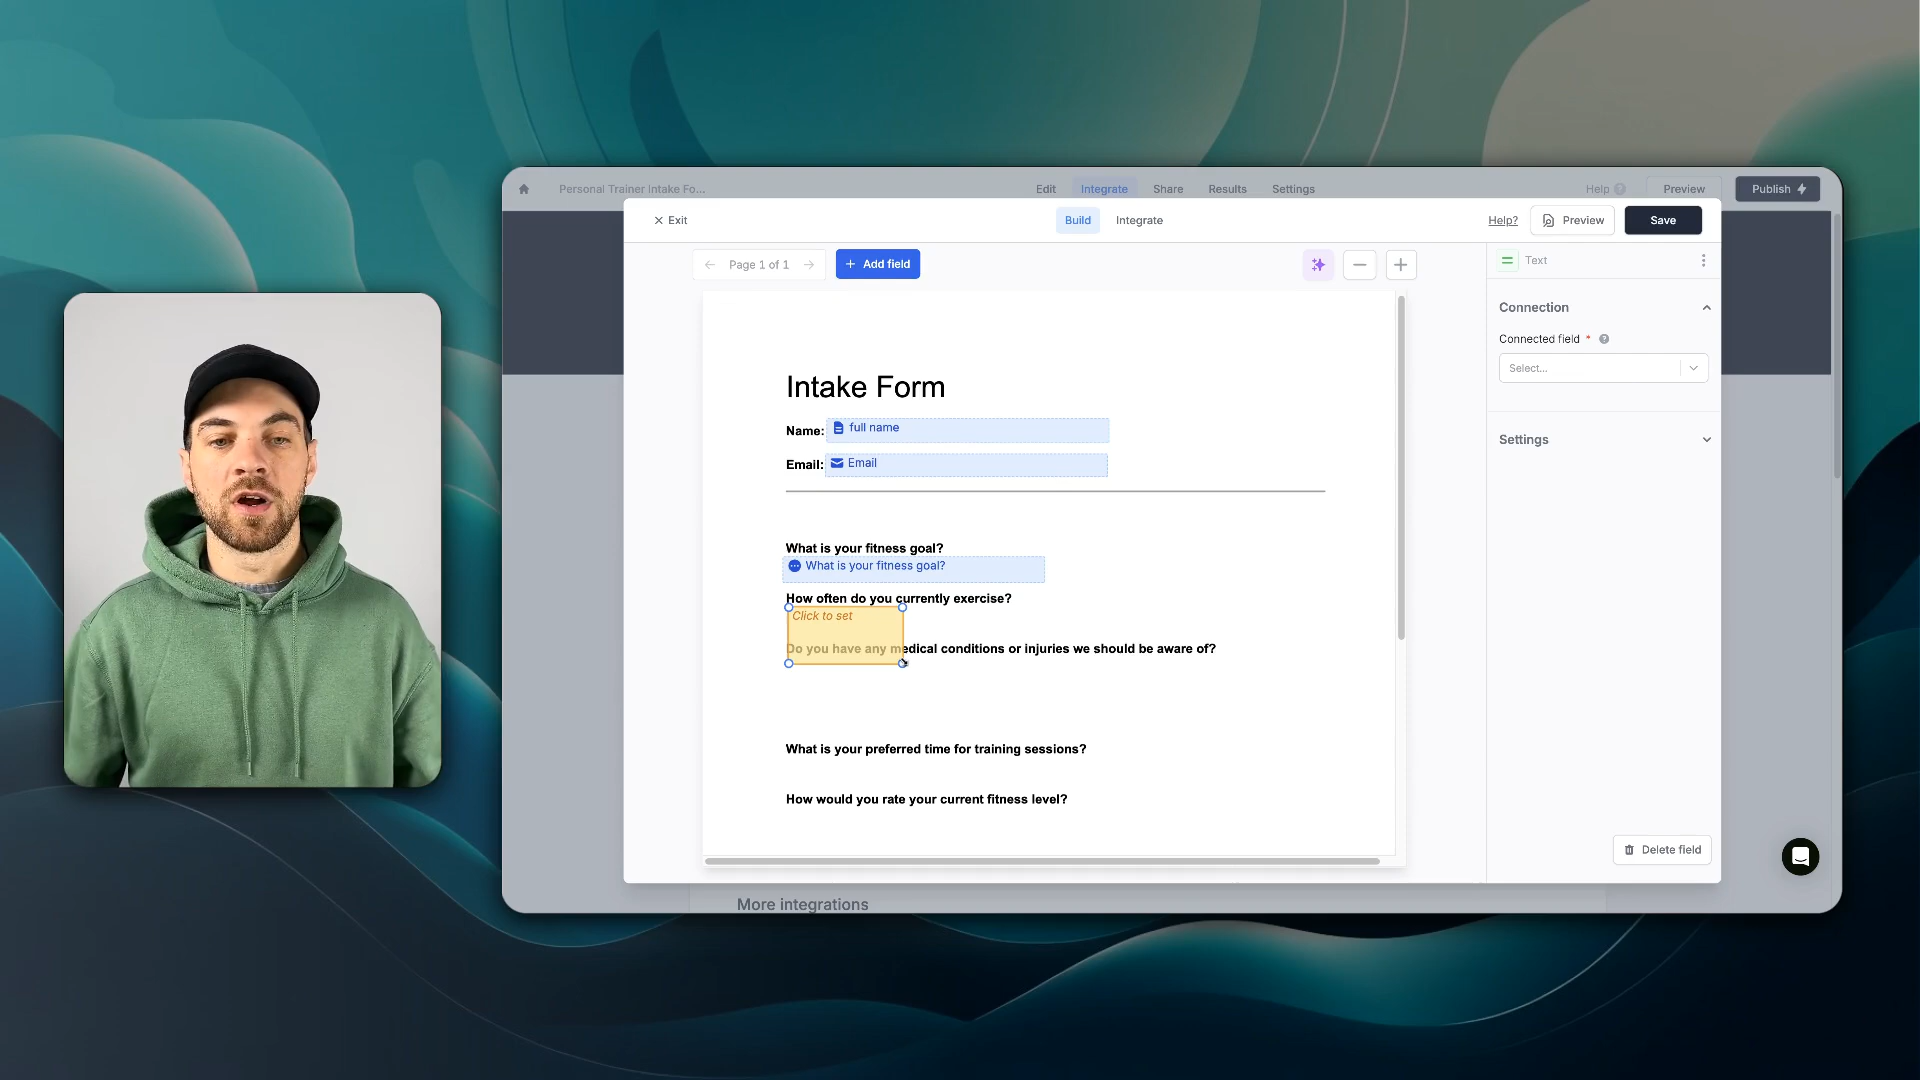 Personal Trainer Intake Fo...
Edit
Integrate
Share
Results
Settings
Help ?
Preview
Publish
Exit
Build
Integrate
Help?
Preview
Save
Page 1 of 1
+ Add field
Text
Connection
Connected field * ?
Select...
Settings
Intake Form
Name: full name
Email: Email
What is your fitness goal?
What is your fitness goal?
How often do you currently exercise?
Click to set
Do you have any medical conditions or injuries we should be aware of?
What is your preferred time for training sessions?
How would you rate your current fitness level?
Delete field
More integrations